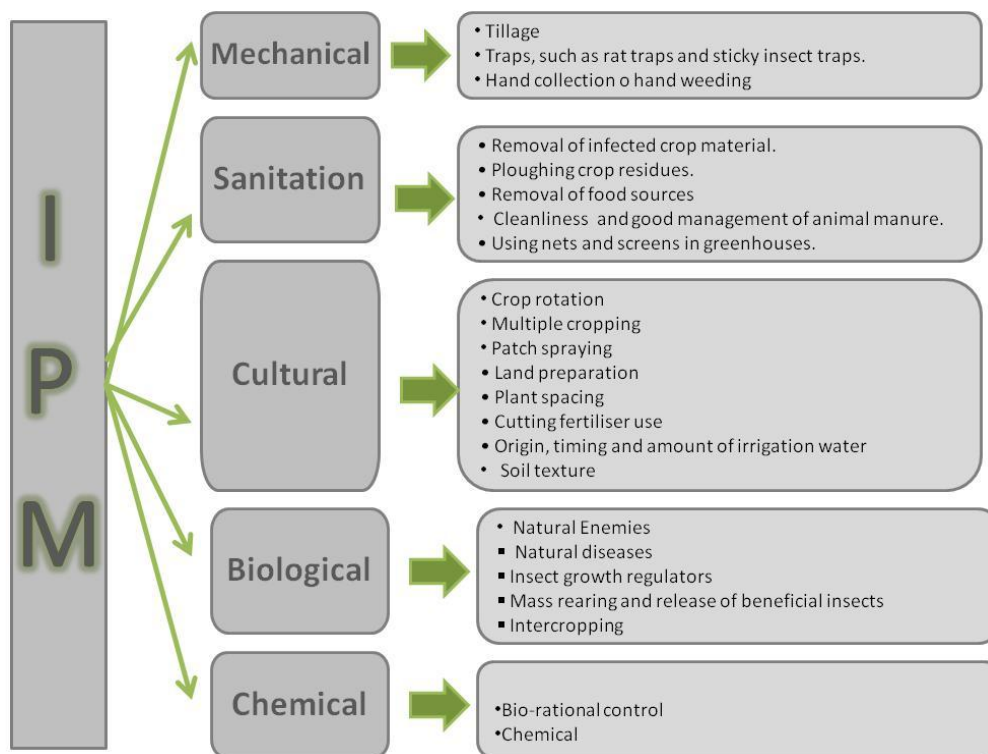 I
P
M
Mechanical
• Tillage
• Traps, such as rat traps and sticky insect traps.
• Hand collection o hand weeding
Sanitation
• Removal of infected crop material.
• Ploughing crop residues.
• Removal of food sources
• Cleanliness and good management of animal manure.
• Using nets and screens in greenhouses.
Cultural
• Crop rotation
• Multiple cropping
• Patch spraying
• Land preparation
• Plant spacing
• Cutting fertiliser use
• Origin, timing and amount of irrigation water
• Soil texture
Biological
• Natural Enemies
▪ Natural diseases
▪ Insect growth regulators
▪ Mass rearing and release of beneficial insects
▪ Intercropping
Chemical
•Bio-rational control
•Chemical